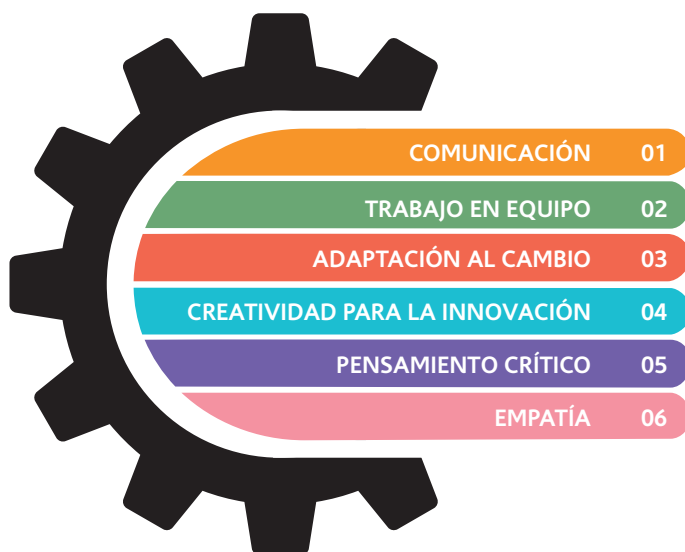 COMUNICACIÓN 01
TRABAJO EN EQUIPO 02
ADAPTACIÓN AL CAMBIO 03
CREATIVIDAD PARA LA INNOVACIÓN 04
PENSAMIENTO CRÍTICO 05
EMPATÍA 06